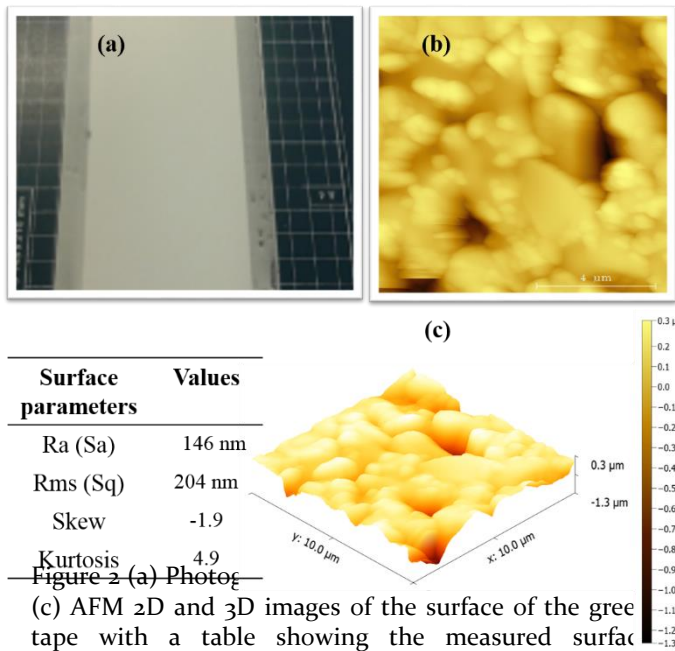 (a)
(b)
4 um
(c)
Surface parameters Values
Ra (Sa) 146 nm
Rms (Sq) 204 nm
Skew -1.9
Kurtosis 4.9
0.3 μm
-1.3 μm
y: 10.0 μm
x: 10.0 μm
0.3
0.2
0.1
0.0
−0.1
−0.2
−0.3
−0.4
−0.5
−0.6
−0.7
−0.8
−0.9
−1.0
−1.1
−1.2
−1.3
Figure 2 (a)
(c) AFM 2D and 3D images of the surface of the
tape with a table showing the measured